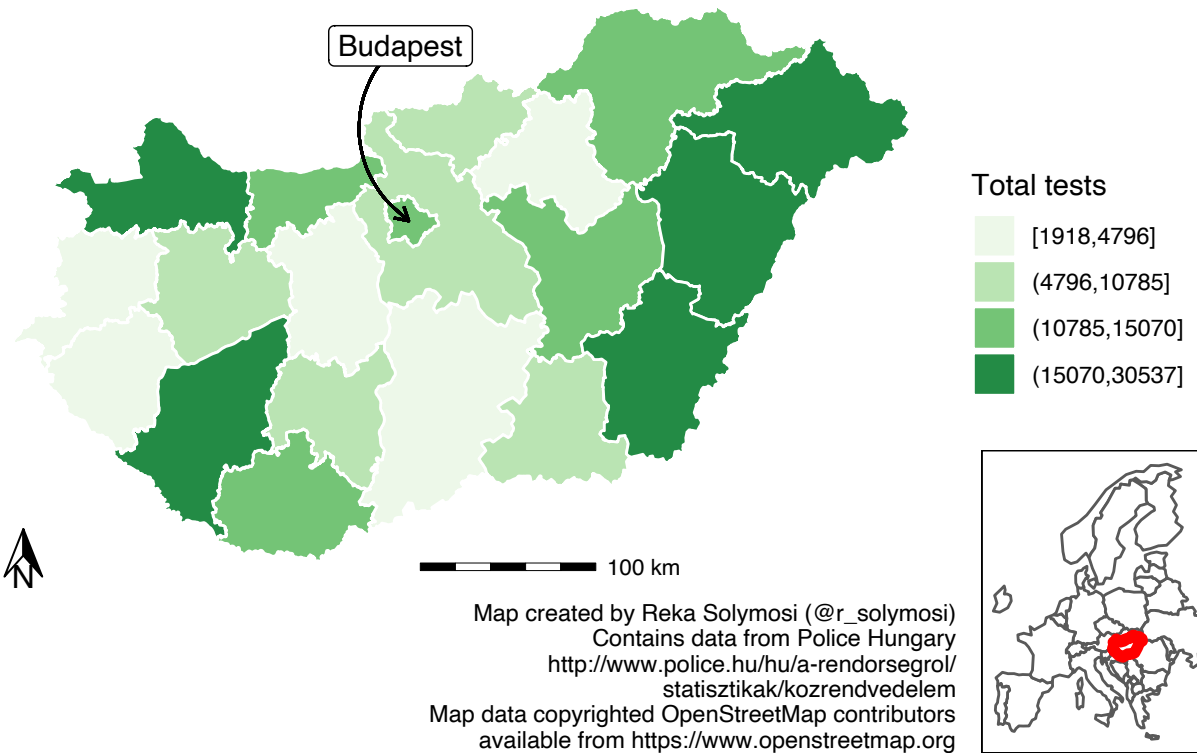 Budapest
Total tests
[1918,4796]
(4796,10785]
(10785,15070]
(15070,30537]
N
100 km
Map created by Reka Solymosi (@r_solymosi)
Contains data from Police Hungary
http://www.police.hu/hu/a-rendorsegrol/
statisztikak/kozrendvedelem
Map data copyrighted OpenStreetMap contributors
available from https://www.openstreetmap.org